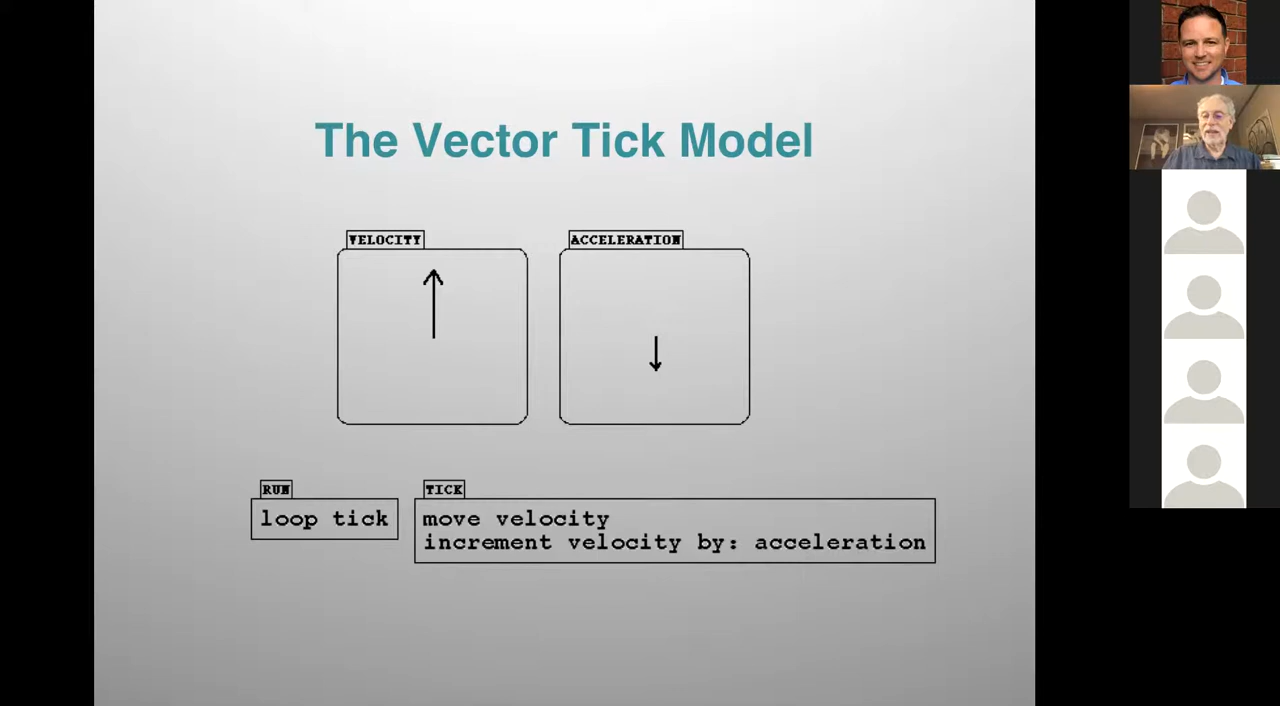 The Vector Tick Model
VELOCITY
ACCELERATION
RUN
loop tick
TICK
move velocity
increment velocity by: acceleration